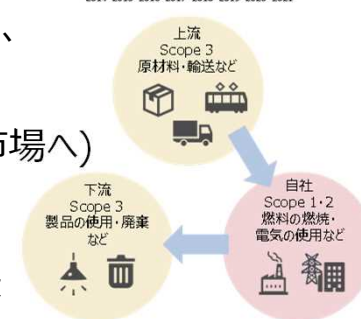 、
上流
Scope 3
原材料・輸送など
市場へ)
下流
Scope 3
製品の使用・廃棄
など
自社
Scope 1・2
燃料の燃焼・
電気の使用など